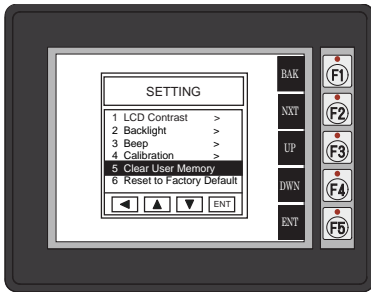 SETTING
1 LCD Contrast >
2 Backlight >
3 Beep >
4 Calibration >
5 Clear User Memory
6 Reset to Factory Default
ENT
BAK
NXT
UP
DWN
ENT
F1
F2
F3
F4
F5